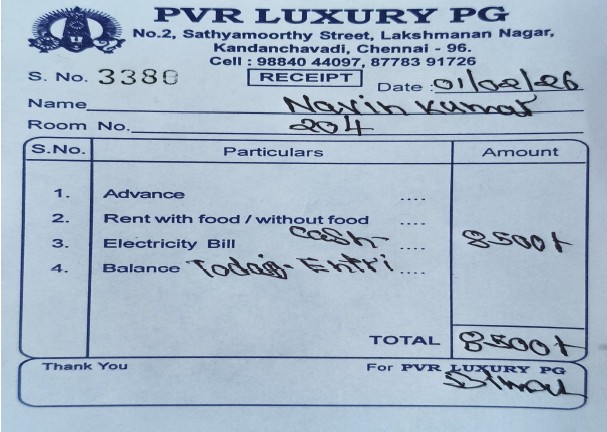 PVR LUXURY PG
No.2, Sathyamoorthy Street, Lakshmanan Nagar,
Kandanchavadi, Chennai - 96.
Cell : 98840 44097, 87783 91726
S. No. 3380 RECEIPT Date : 01/02/26
Name Navin Kumar
Room No. 204
S.No. Particulars Amount
1. Advance ....
2. Rent with food / without food ....
3. Electricity Bill Cash .... 8500/-
4. Balance Today Entri ....
TOTAL 8500/-
Thank You For PVR LUXURY PG